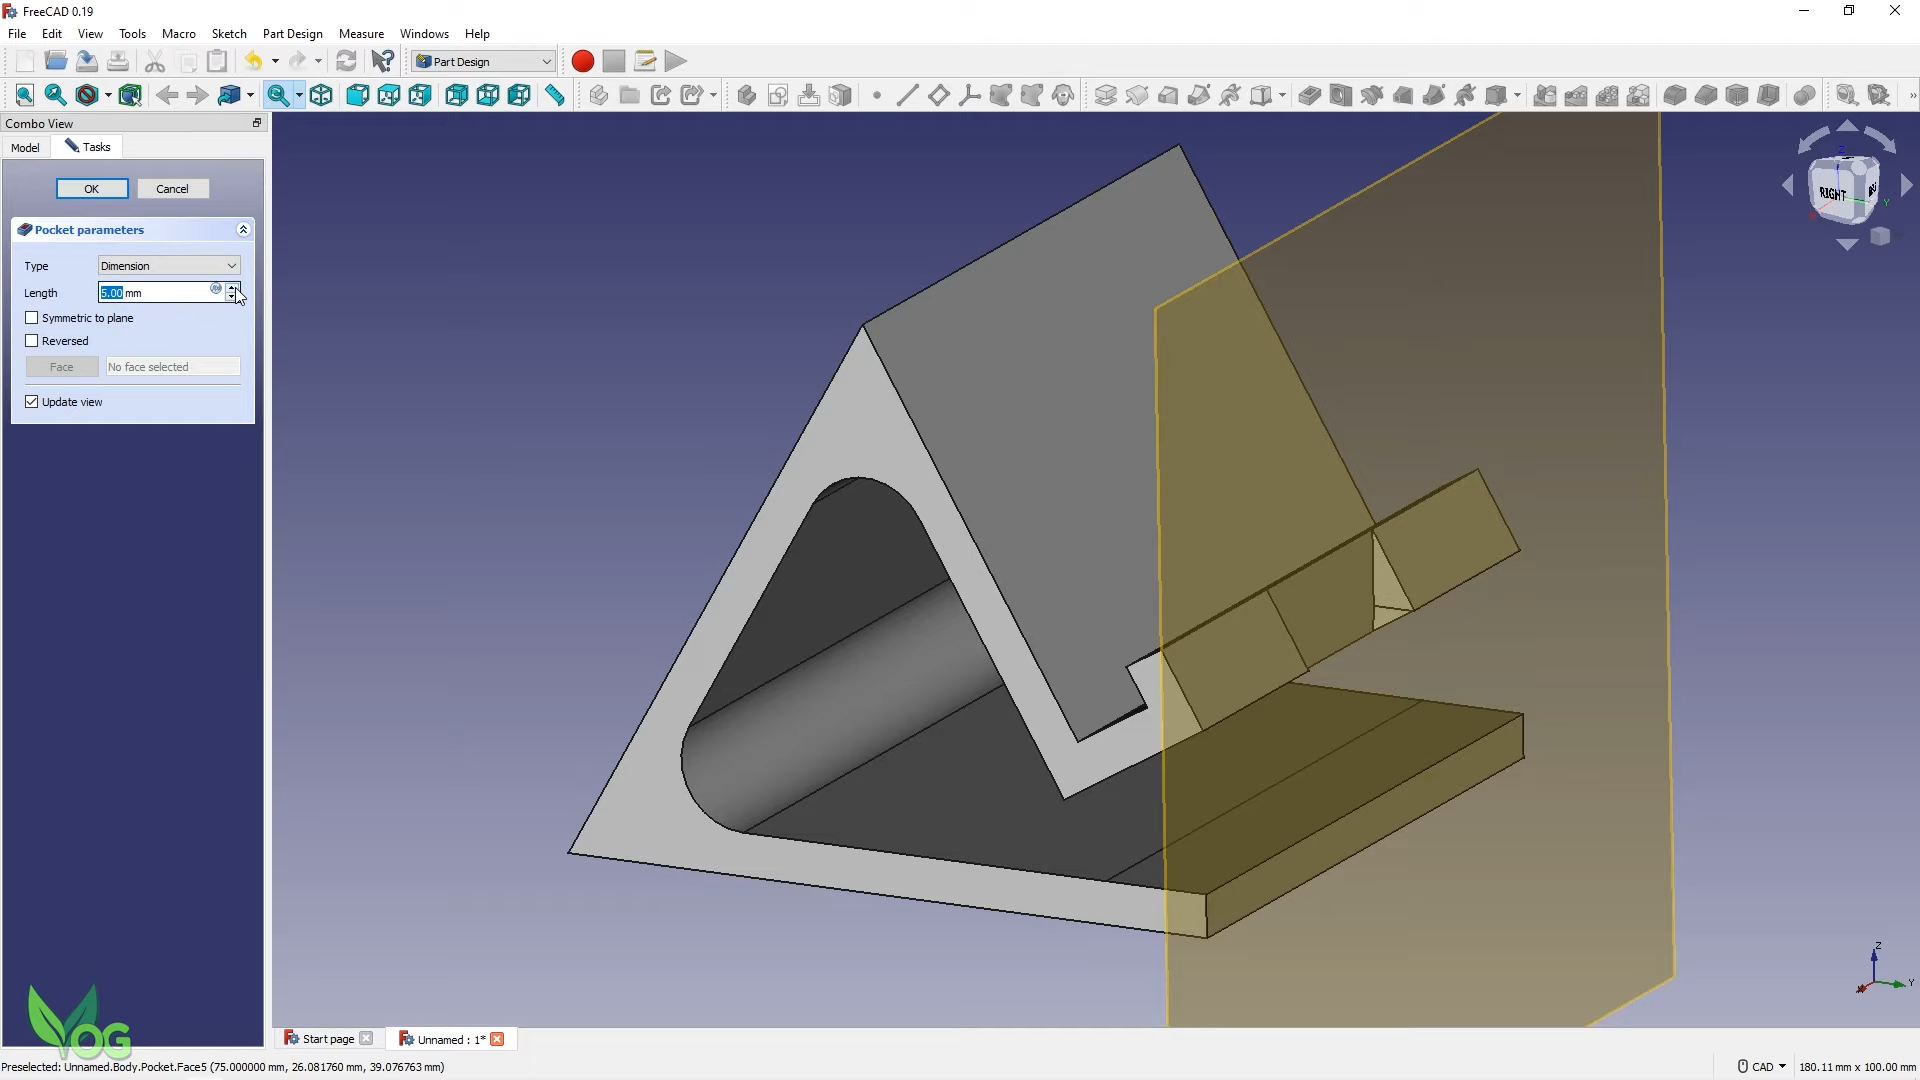 FreeCAD 0.19
File Edit View Tools Macro Sketch Part Design Measure Windows Help
Part Design
Combo View
Model Tasks
OK Cancel
Pocket parameters
Type Dimension
Length 5.00 mm
Symmetric to plane
Reversed
Face No face selected
Update view
RIGHT
Z
Y
X
Z
Y
X
OG
Start page Unnamed : 1*
Preselected: Unnamed.Body.Pocket.Face5 (75.000000 mm, 26.081760 mm, 39.076763 mm)
CAD 180.11 mm x 100.00 mm